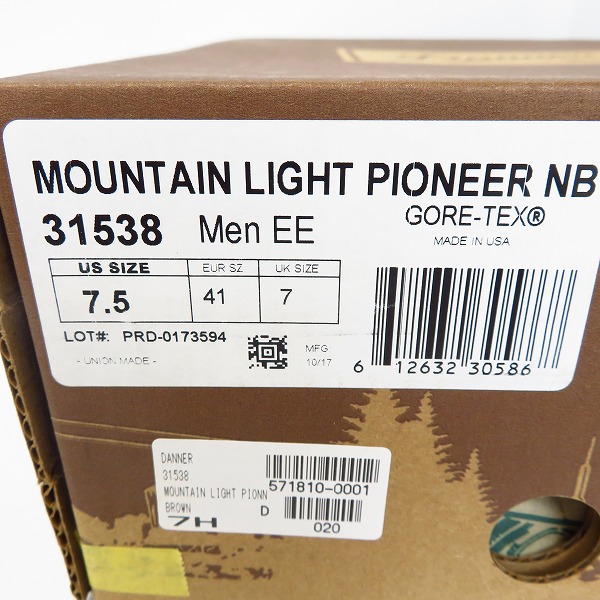 MOUNTAIN LIGHT PIONEER NB
31538 Men EE GORE-TEX®
MADE IN USA
US SIZE EUR SZ UK SIZE
7.5 41 7
LOT#: PRD-0173594
- UNION MADE -
MFG
10/17
6 12632 30586
DANNER
31538
571810-0001
MOUNTAIN LIGHT PIONN
BROWN D
7H 020